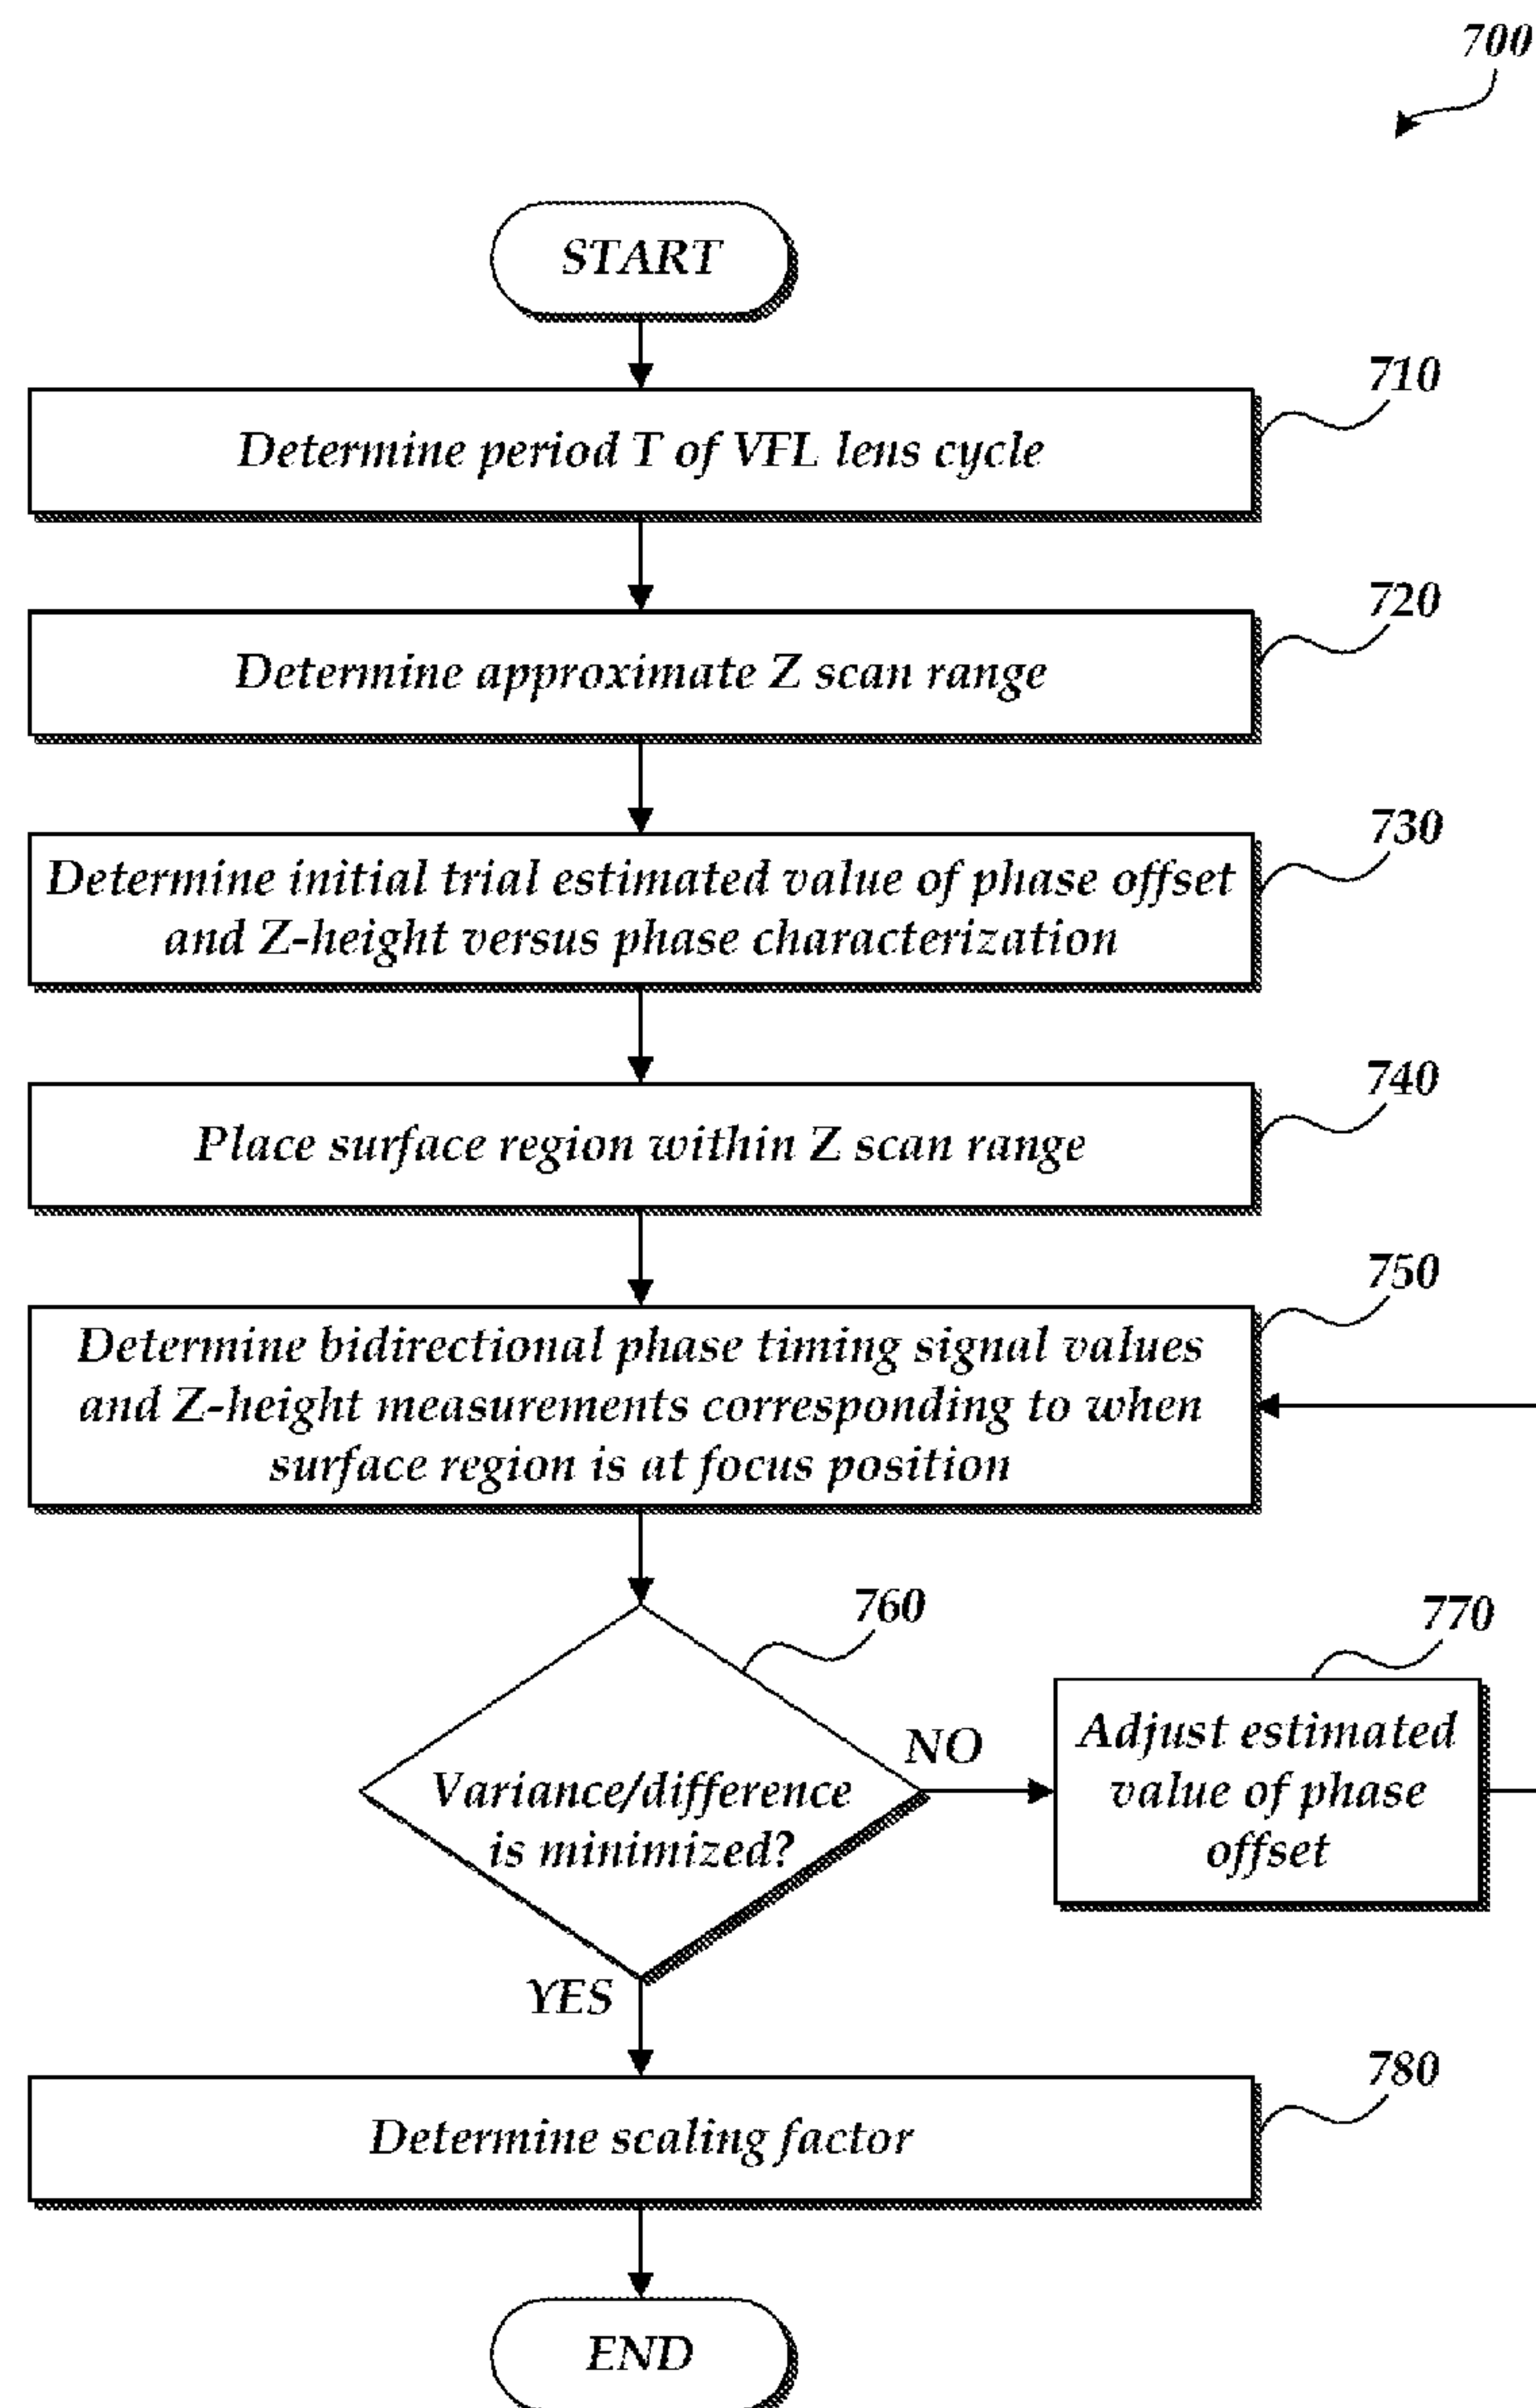 700
START
710
Determine period T of VFL lens cycle
720
Determine approximate Z scan range
730
Determine initial trial estimated value of phase offset
and Z-height versus phase characterization
740
Place surface region within Z scan range
750
Determine bidirectional phase timing signal values
and Z-height measurements corresponding to when
surface region is at focus position
760
Variance/difference
is minimized?
NO
770
Adjust estimated
value of phase
offset
YES
780
Determine scaling factor
END